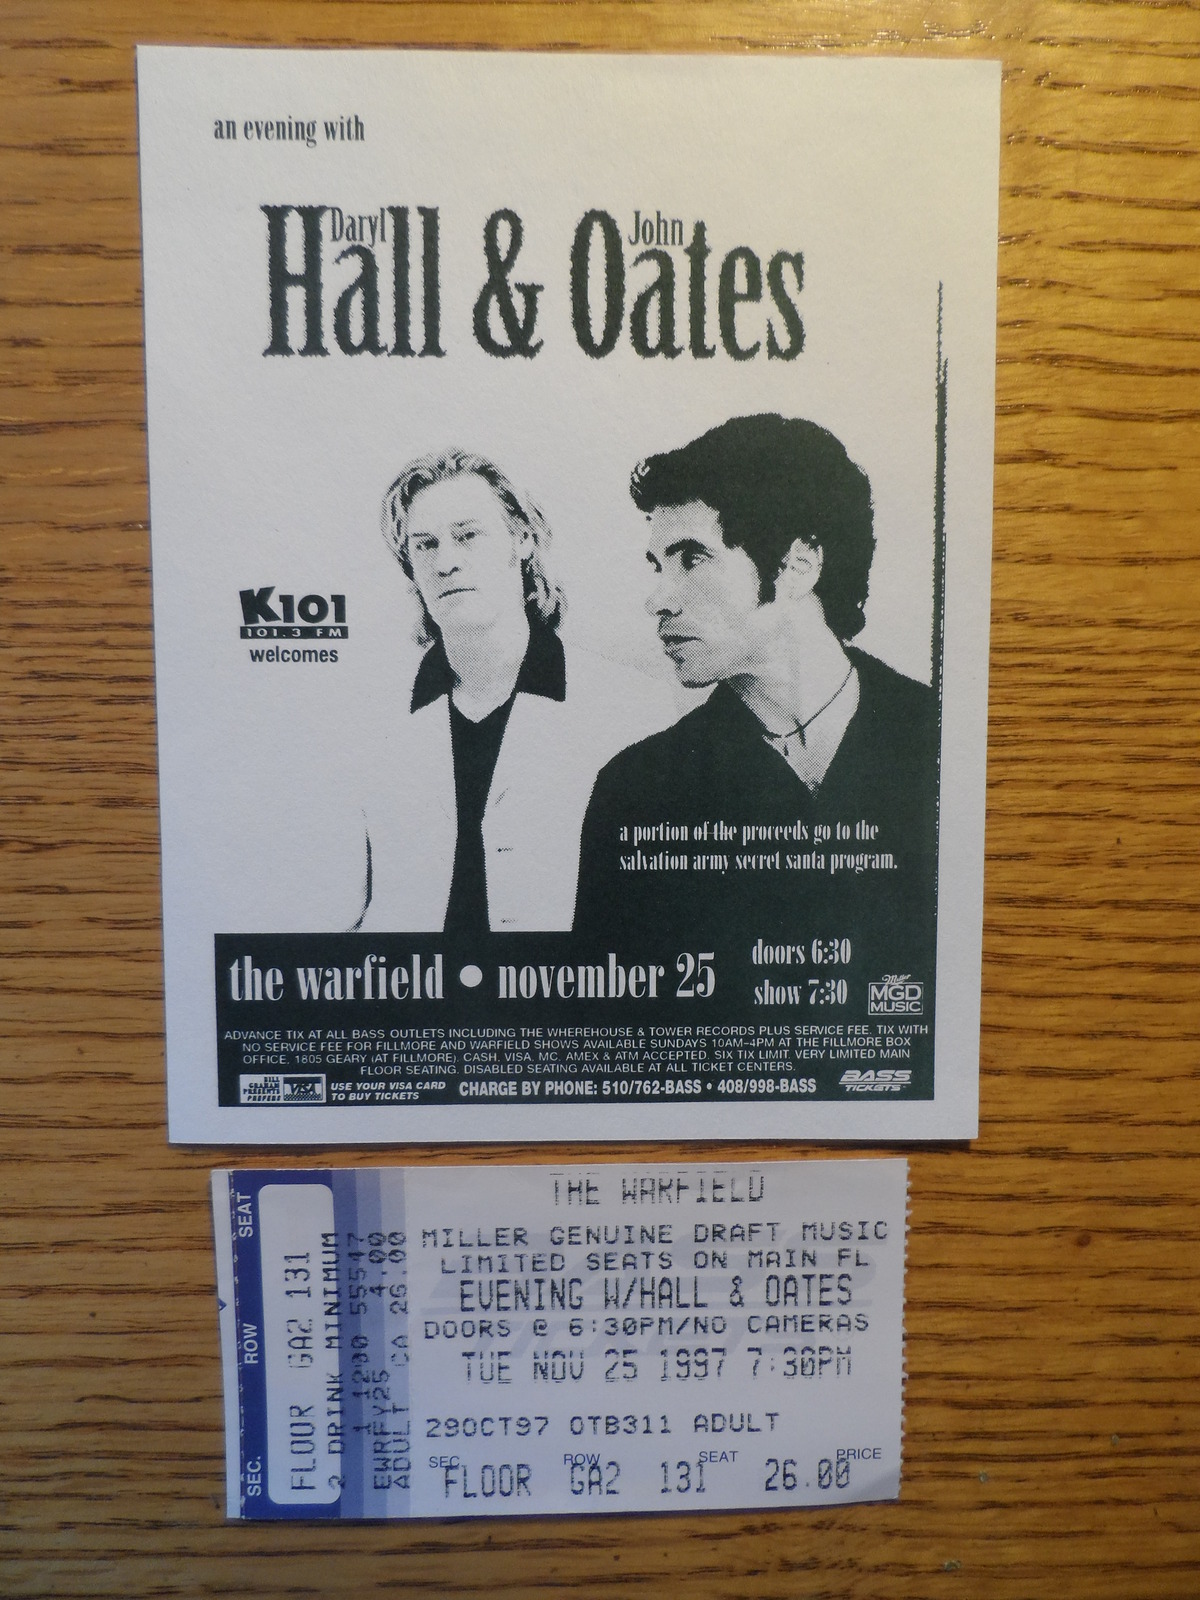 an evening with
Daryl John
Hall & Oates
K101
101.3 FM
welcomes
a portion of the proceeds go to the
salvation army secret santa program.
the warfield • november 25
doors 6:30
show 7:30
Miller
MGD
MUSIC
ADVANCE TIX AT ALL BASS OUTLETS INCLUDING THE WHEREHOUSE & TOWER RECORDS PLUS SERVICE FEE. TIX WITH
NO SERVICE FEE FOR FILLMORE AND WARFIELD SHOWS AVAILABLE SUNDAYS 10AM–4PM AT THE FILLMORE BOX
OFFICE, 1805 GEARY (AT FILLMORE). CASH, VISA, MC, AMEX & ATM ACCEPTED. SIX TIX LIMIT. VERY LIMITED MAIN
FLOOR SEATING. DISABLED SEATING AVAILABLE AT ALL TICKET CENTERS.
BILL
GRAHAM
PRESENTS
PREFERS
VISA
USE YOUR VISA CARD
TO BUY TICKETS
CHARGE BY PHONE: 510/762-BASS • 408/998-BASS
BASS
TICKETS
SEC. ROW SEAT
FLOOR GA2 131
2 DRINK MINIMUM
EWRFY25 4.00
ADULT CA 26.00
THE WARFIELD
MILLER GENUINE DRAFT MUSIC
LIMITED SEATS ON MAIN FL
EVENING W/HALL & OATES
DOORS @ 6:30PM/NO CAMERAS
TUE NOV 25 1997 7:30PM
29OCT97 OTB311 ADULT
SEC ROW SEAT PRICE
FLOOR GA2 131 26.00